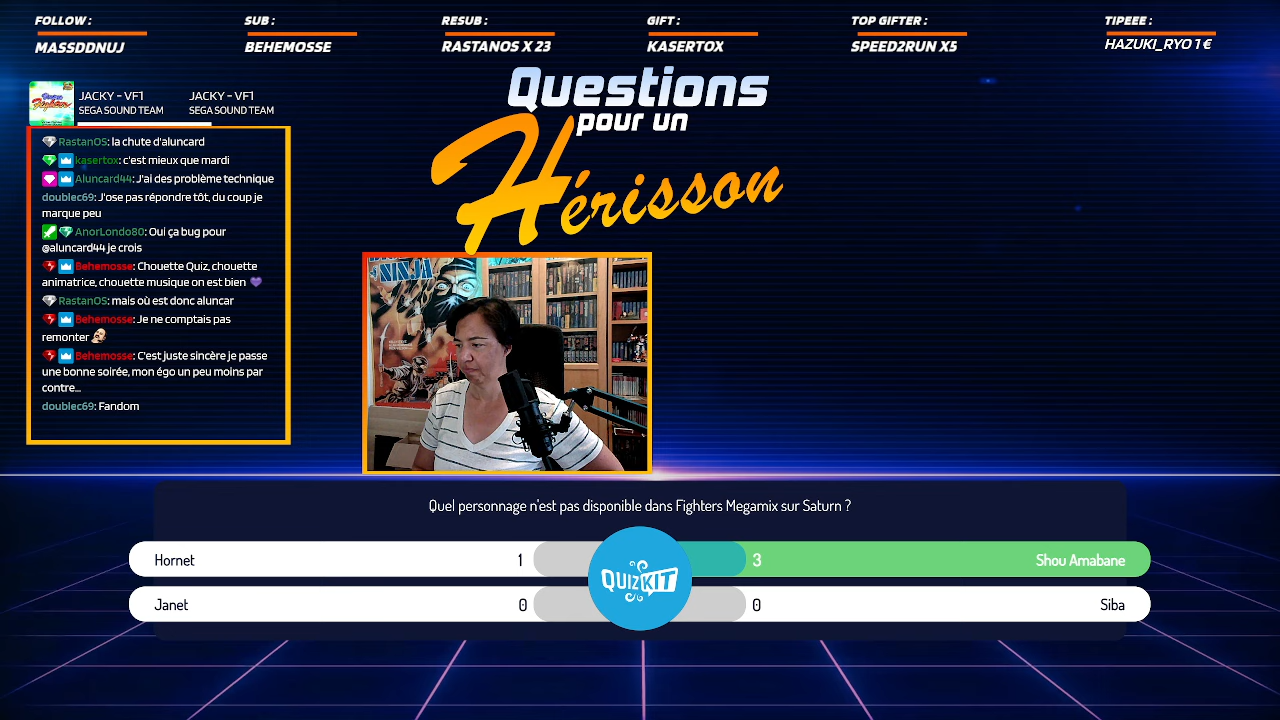 FOLLOW :
MASSDDNUJ
SUB :
BEHEMOSSE
RESUB :
RASTANOS X 23
GIFT :
KASERTOX
TOP GIFTER :
SPEED2RUN X5
TIPEEE :
HAZUKI_RYO 1 €
JACKY - VF1
SEGA SOUND TEAM
JACKY - VF1
SEGA SOUND TEAM
Questions
pour un
Hérisson
RastanOS: la chute d'aluncard
kasertox: c'est mieux que mardi
Aluncard44: J'ai des problème technique
doublec69: J'ose pas répondre tôt, du coup je
marque peu
AnorLondo80: Oui ça bug pour
@aluncard44 je crois
Behemosse: Chouette Quiz, chouette
animatrice, chouette musique on est bien 💜
RastanOS: mais où est donc aluncar
Behemosse: Je ne comptais pas
remonter
Behemosse: C'est juste sincère je passe
une bonne soirée, mon égo un peu moins par
contre...
doublec69: Fandom
NINJA
Quel personnage n'est pas disponible dans Fighters Megamix sur Saturn ?
Hornet 1
3 Shou Amabane
QUIZKIT
Janet 0
0 Siba